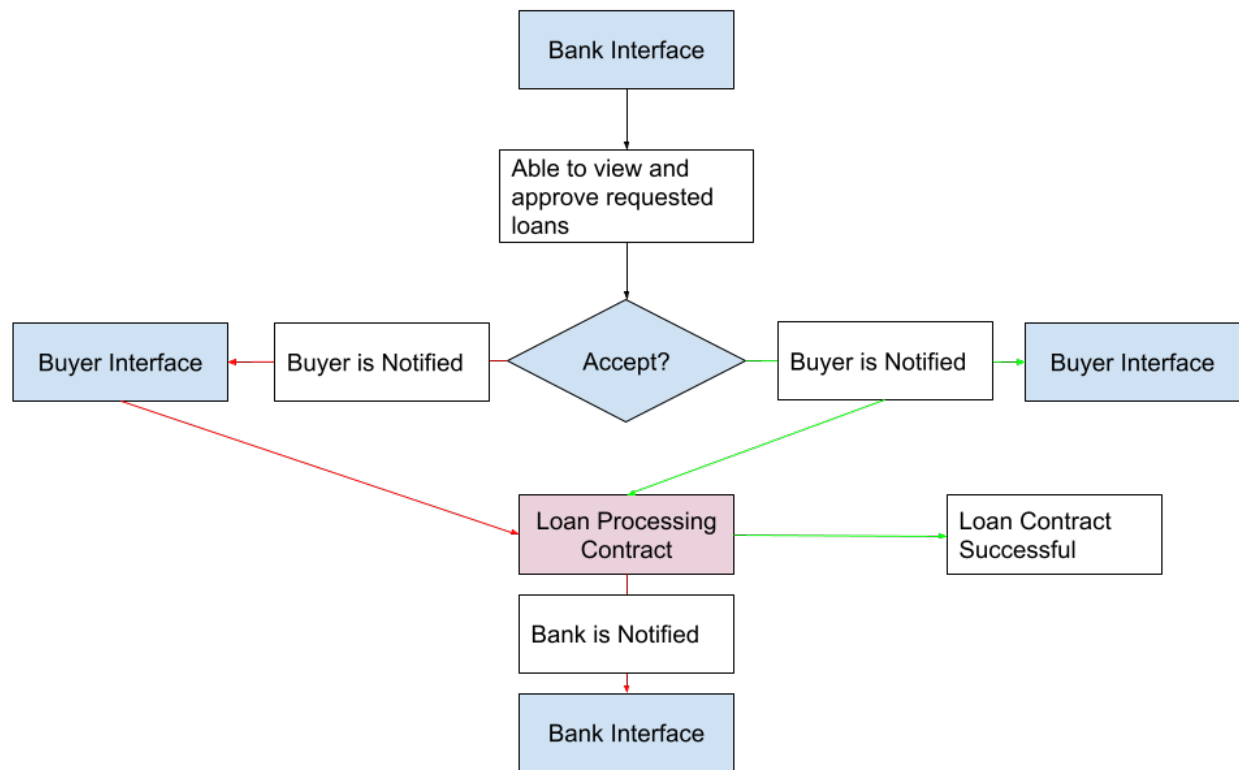 Bank Interface
Able to view and
approve requested
loans
Buyer Interface
Buyer is Notified
Accept?
Buyer is Notified
Buyer Interface
Loan Processing
Contract
Loan Contract
Successful
Bank is Notified
Bank Interface